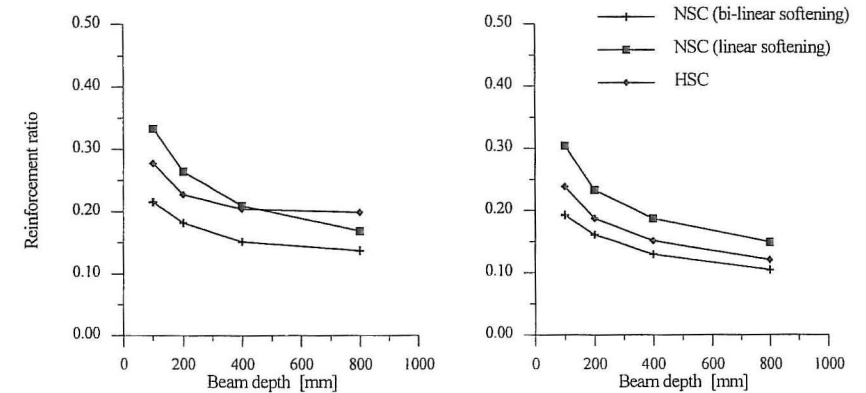 0.50
0.40
0.30
0.20
0.10
0.00
Reinforcement ratio
0 200 400 600 800 1000
Beam depth [mm]
0.50
0.40
0.30
0.20
0.10
0.00
0 200 400 600 800 1000
Beam depth [mm]
NSC (bi-linear softening)
NSC (linear softening)
HSC